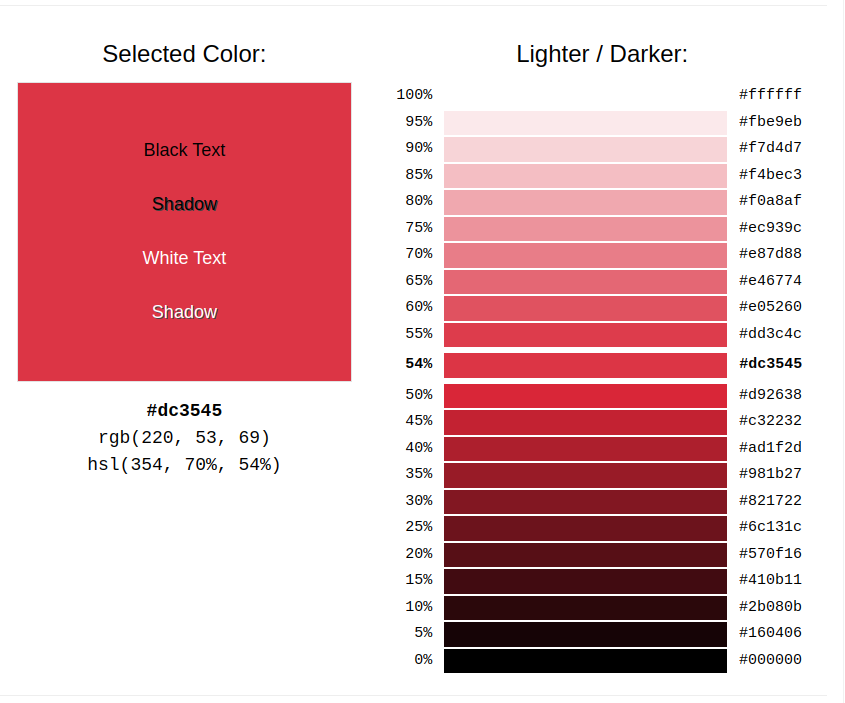 Selected Color:
Black Text
Shadow
White Text
Shadow
#dc3545
rgb(220, 53, 69)
hsl(354, 70%, 54%)
Lighter / Darker:
100% #ffffff
95% #fbe9eb
90% #f7d4d7
85% #f4bec3
80% #f0a8af
75% #ec939c
70% #e87d88
65% #e46774
60% #e05260
55% #dd3c4c
54% #dc3545
50% #d92638
45% #c32232
40% #ad1f2d
35% #981b27
30% #821722
25% #6c131c
20% #570f16
15% #410b11
10% #2b080b
5% #160406
0% #000000